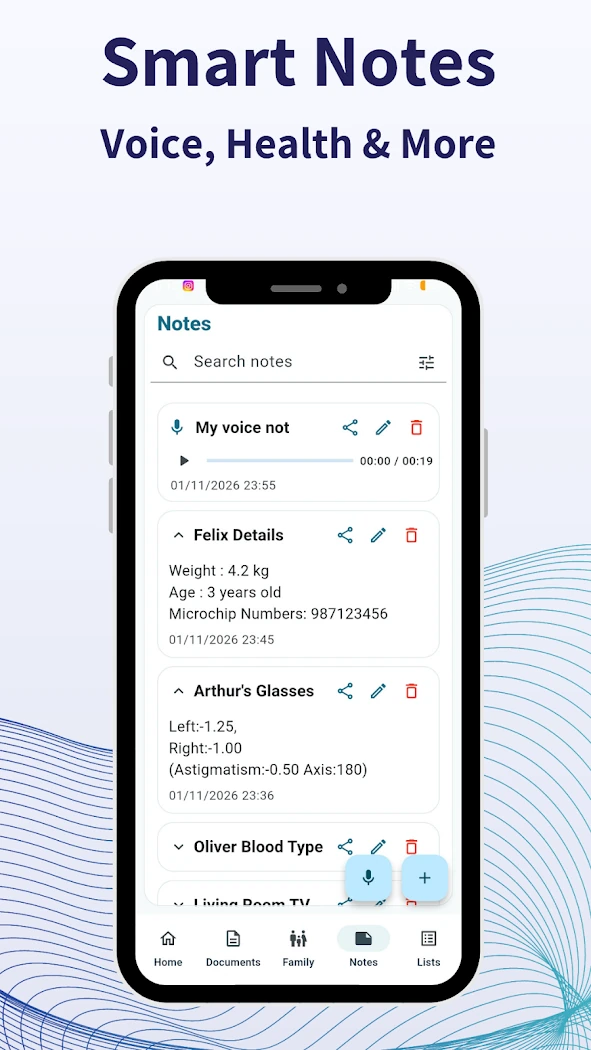 Smart Notes
Voice, Health & More
Notes
Search notes
My voice not
00:00 / 00:19
01/11/2026 23:55
Felix Details
Weight : 4.2 kg
Age : 3 years old
Microchip Numbers: 987123456
01/11/2026 23:45
Arthur's Glasses
Left:-1.25,
Right:-1.00
(Astigmatism:-0.50 Axis:180)
01/11/2026 23:36
Oliver Blood Type
Living Room TV
Home Documents Family Notes Lists